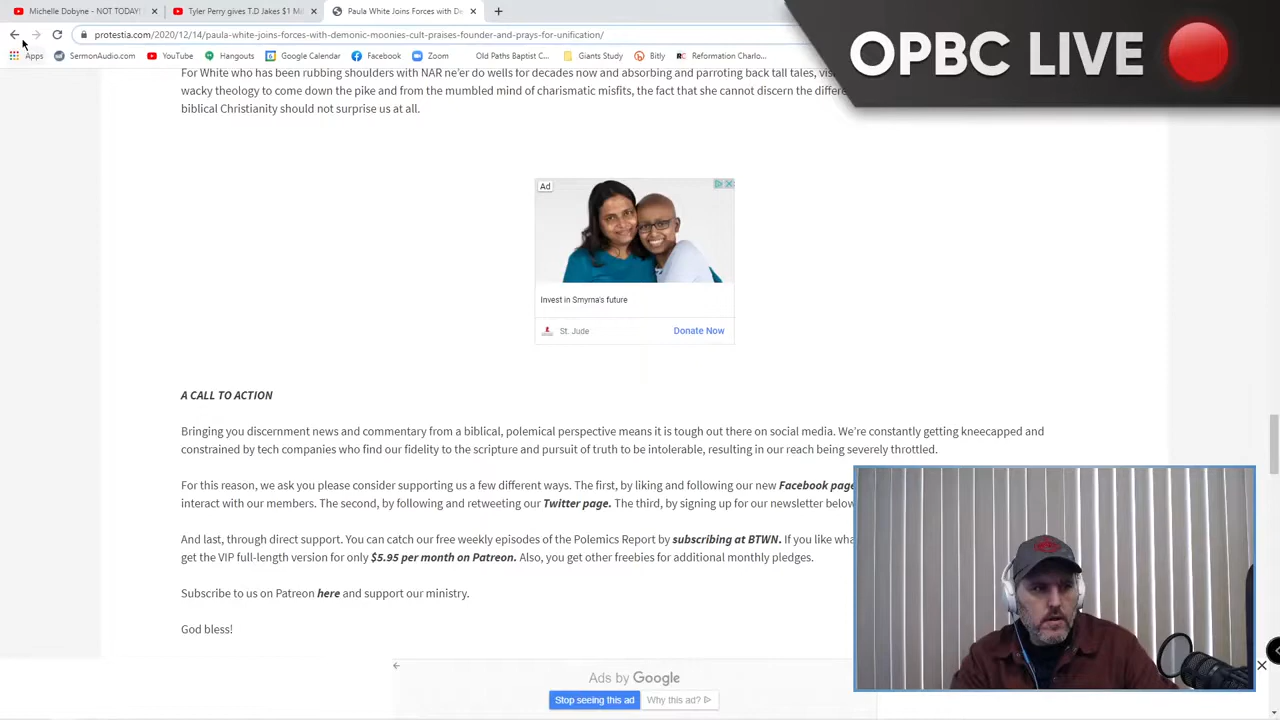 Michelle Dobyne - NOT TODAY!
Tyler Perry gives T.D Jakes $1 Mil
Paula White Joins Forces with De
protestia.com/2020/12/14/paula-white-joins-forces-with-demonic-moonies-cult-praises-founder-and-prays-for-unification/
OPBC LIVE
Apps SermonAudio.com YouTube Hangouts Google Calendar Facebook Zoom Old Paths Baptist C... Giants Study Bitly Reformation Charlo...
For White who has been rubbing shoulders with NAR ne'er do wells for decades now and absorbing and parroting back tall tales,
wacky theology to come down the pike and from the mumbled mind of charismatic misfits, the fact that she cannot discern the
biblical Christianity should not surprise us at all.
Ad
Invest in Smyrna's future
St. Jude Donate Now
A CALL TO ACTION
Bringing you discernment news and commentary from a biblical, polemical perspective means it is tough out there on social media. We're constantly getting kneecapped and
constrained by tech companies who find our fidelity to the scripture and pursuit of truth to be intolerable, resulting in our reach being severely throttled.
For this reason, we ask you please consider supporting us a few different ways. The first, by liking and following our new Facebook page
interact with our members. The second, by following and retweeting our Twitter page. The third, by signing up for our newsletter below
And last, through direct support. You can catch our free weekly episodes of the Polemics Report by subscribing at BTWN. If you like
get the VIP full-length version for only $5.95 per month on Patreon. Also, you get other freebies for additional monthly pledges.
Subscribe to us on Patreon here and support our ministry.
God bless!
Ads by Google
Stop seeing this ad Why this ad?